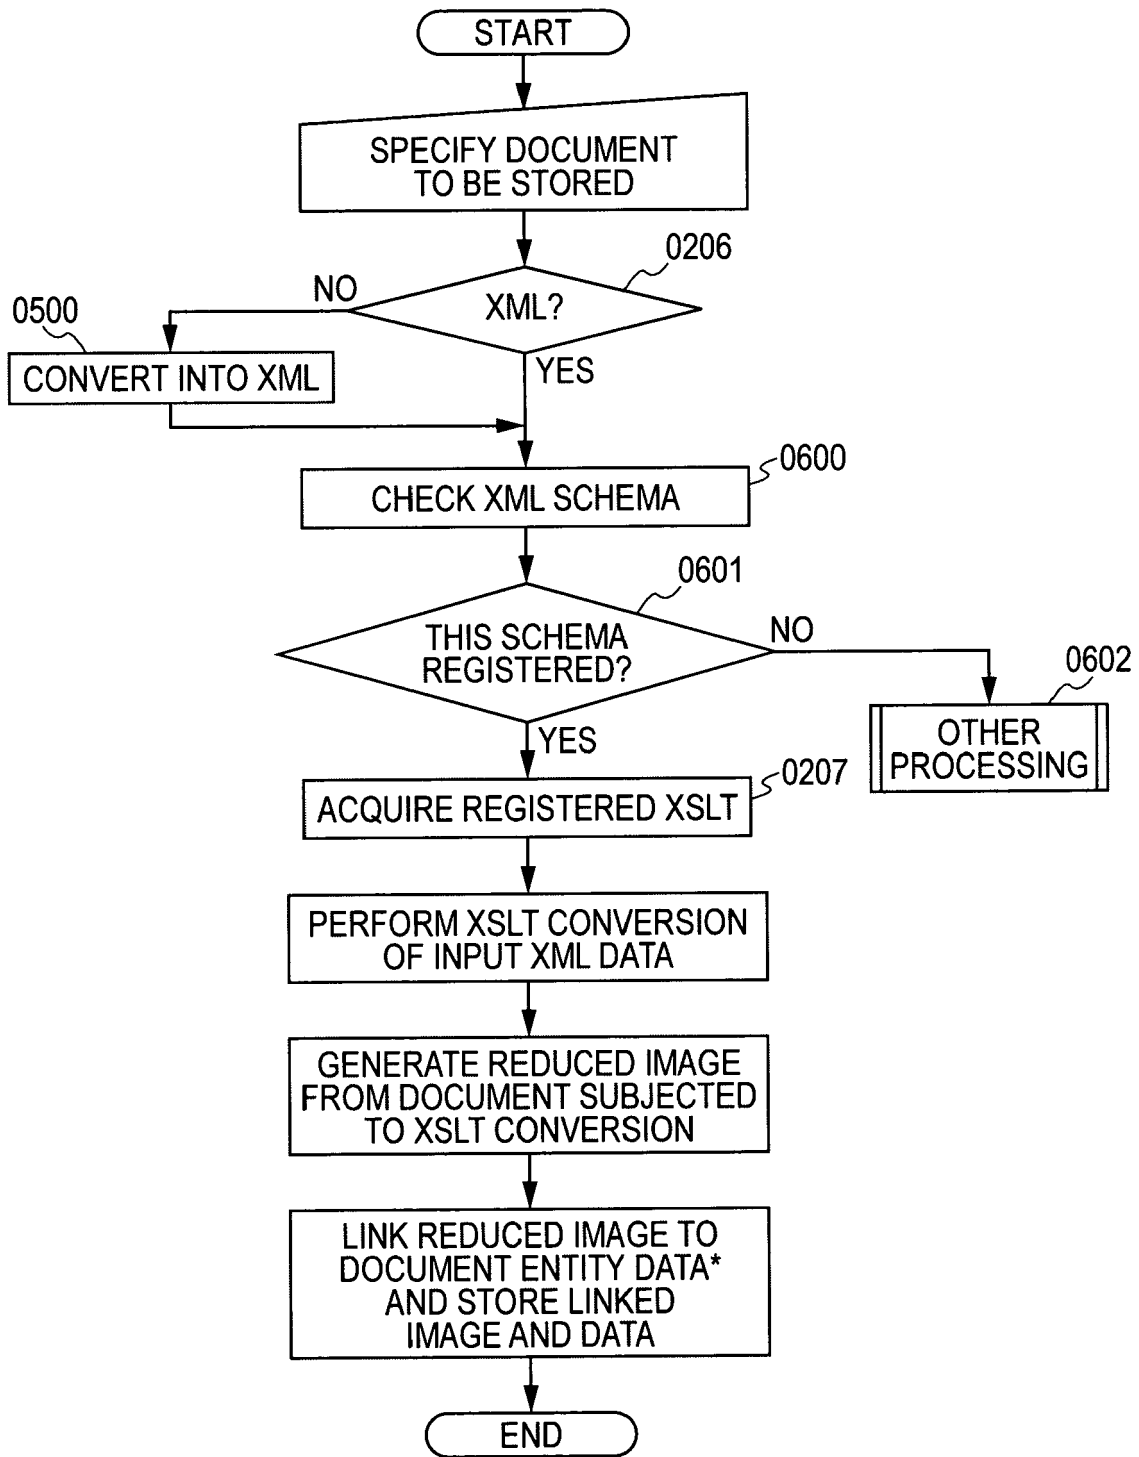 START
SPECIFY DOCUMENT
TO BE STORED
0206
NO
XML?
0500
YES
CONVERT INTO XML
0600
CHECK XML SCHEMA
0601
THIS SCHEMA
REGISTERED?
NO
0602
OTHER
PROCESSING
YES
0207
ACQUIRE REGISTERED XSLT
PERFORM XSLT CONVERSION
OF INPUT XML DATA
GENERATE REDUCED IMAGE
FROM DOCUMENT SUBJECTED
TO XSLT CONVERSION
LINK REDUCED IMAGE TO
DOCUMENT ENTITY DATA*
AND STORE LINKED
IMAGE AND DATA
END